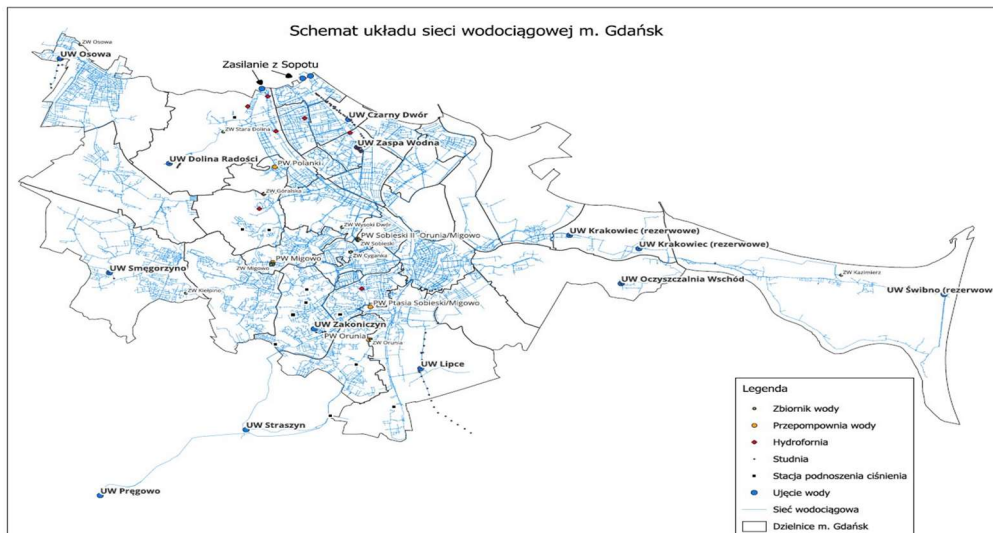 Schemat układu sieci wodociągowej m. Gdańsk
ZW Osowa
UW Osowa
Zasilanie z Sopotu
UW Czarny Dwór
ZW Stara Dolina
UW Zaspa Wodna
UW Dolina Radości
PW Polanki
ZW Góralska
ZW Wysoki Dwór
UW Krakowiec (rezerwowe)
PW Sobieski II Orunia/Migowo
ZW Sobieski
UW Krakowiec (rezerwowe)
ZW Cyganka
PW Migowo
ZW Migowo
UW Smęgorzyno
ZW Kazimierz
UW Oczyszczalnia Wschód
ZW Kiełpino
UW Świbno (rezerwowe
PW Ptasia Sobieski/Migowo
UW Zakoniczyn
PW Orunia
ZW Orunia
UW Lipce
UW Straszyn
UW Pręgowo
Legenda
Zbiornik wody
Przepompownia wody
Hydrofornia
Studnia
Stacja podnoszenia ciśnienia
Ujęcie wody
Sieć wodociągowa
Dzielnice m. Gdańsk